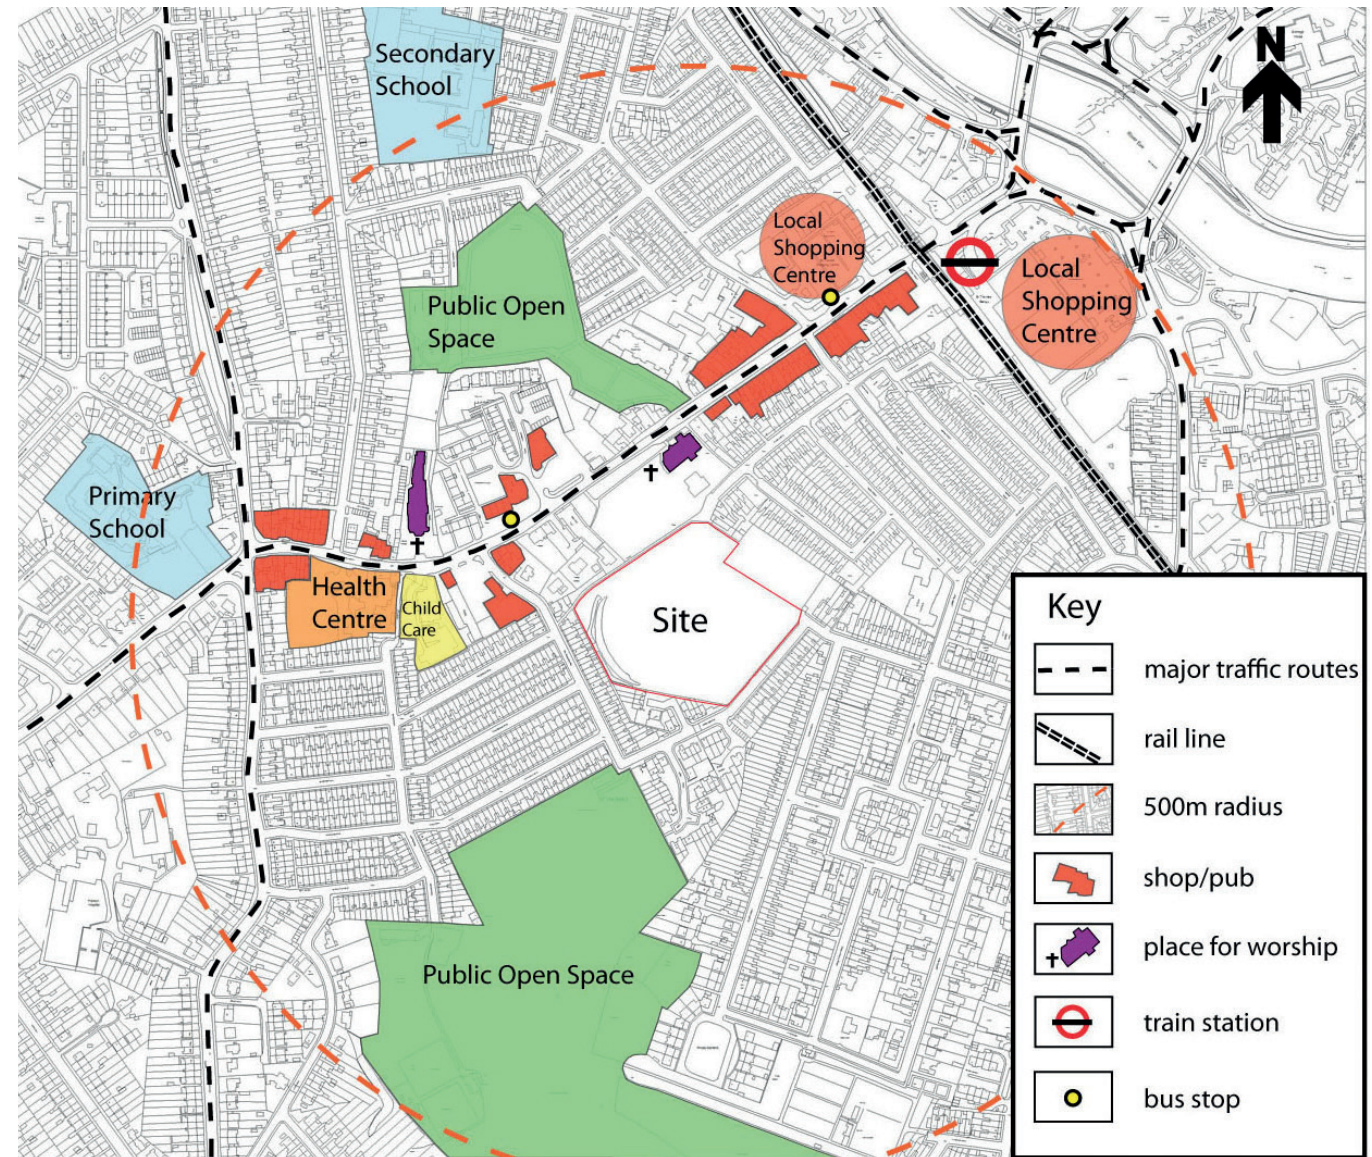 N
Secondary
School
Local
Shopping
Centre
Local
Shopping
Centre
Public Open
Space
Primary
School
Health
Centre
Child
Care
Site
Public Open Space
Key
major traffic routes
rail line
500m radius
shop/pub
place for worship
train station
bus stop